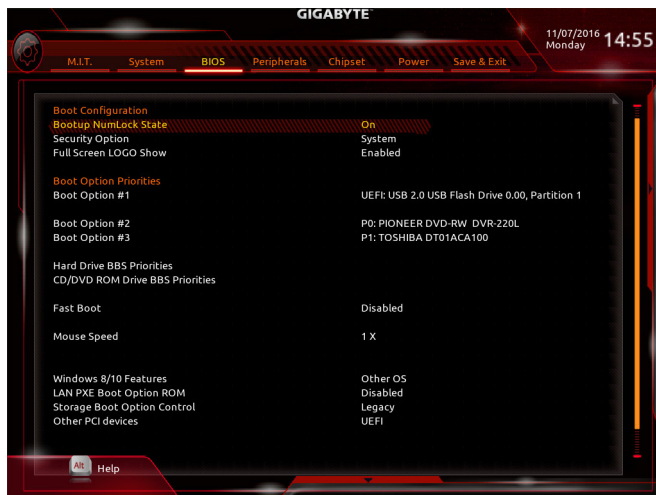 GIGABYTE™
11/07/2016
Monday
14:55
M.I.T. System BIOS Peripherals Chipset Power Save & Exit
Boot Configuration
Bootup NumLock State On
Security Option System
Full Screen LOGO Show Enabled
Boot Option Priorities
Boot Option #1 UEFI: USB 2.0 USB Flash Drive 0.00, Partition 1
Boot Option #2 P0: PIONEER DVD-RW DVR-220L
Boot Option #3 P1: TOSHIBA DT01ACA100
Hard Drive BBS Priorities
CD/DVD ROM Drive BBS Priorities
Fast Boot Disabled
Mouse Speed 1 X
Windows 8/10 Features Other OS
LAN PXE Boot Option ROM Disabled
Storage Boot Option Control Legacy
Other PCI devices UEFI
Alt Help